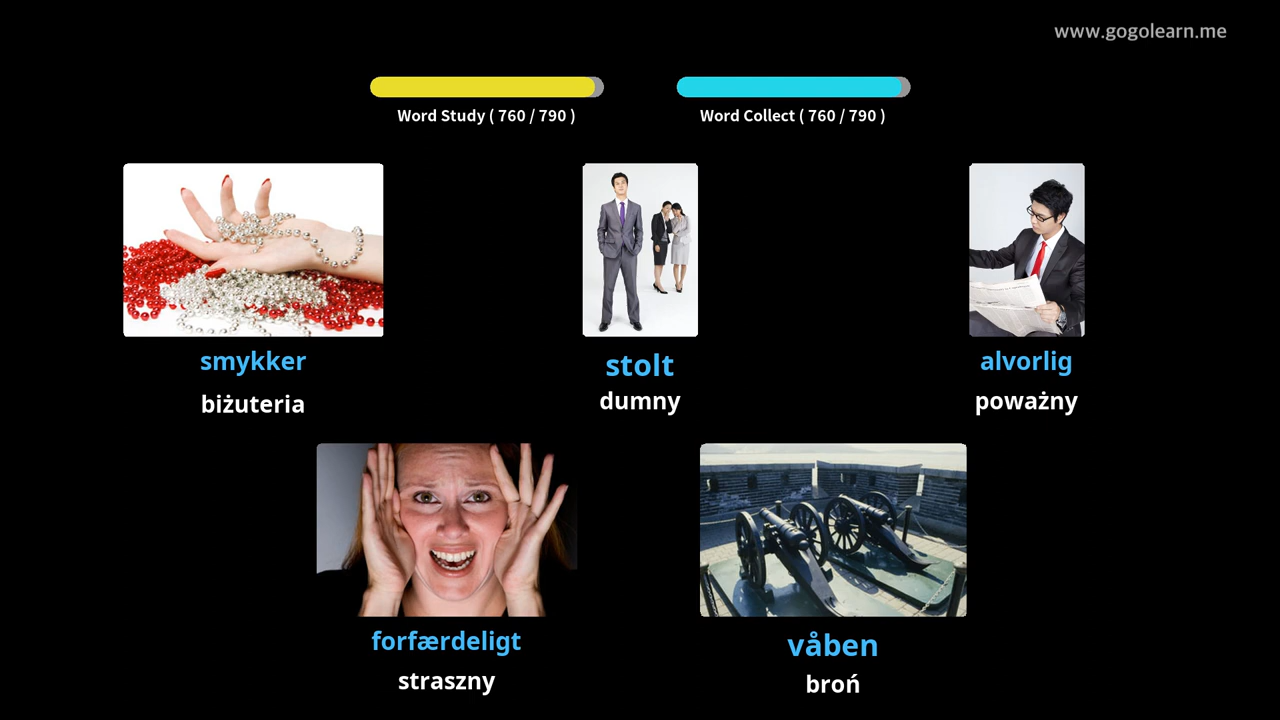 www.gogolearn.me
Word Study ( 760 / 790 )
Word Collect ( 760 / 790 )
smykker
biżuteria
stolt
dumny
alvorlig
poważny
forfærdeligt
straszny
våben
broń